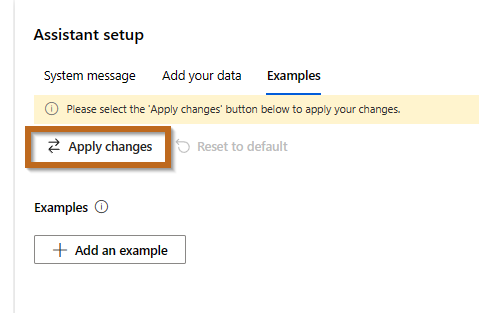 Assistant setup
System message Add your data Examples
Please select the 'Apply changes' button below to apply your changes.
Apply changes Reset to default
Examples
Add an example